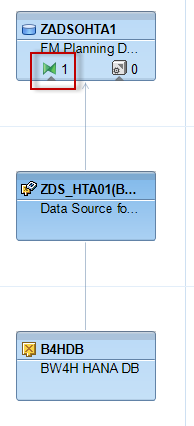 ZADSOHTA1
FM Planning D...
1 0
ZDS_HTA01(B...
Data Source fo...
B4HDB
BW4H HANA DB